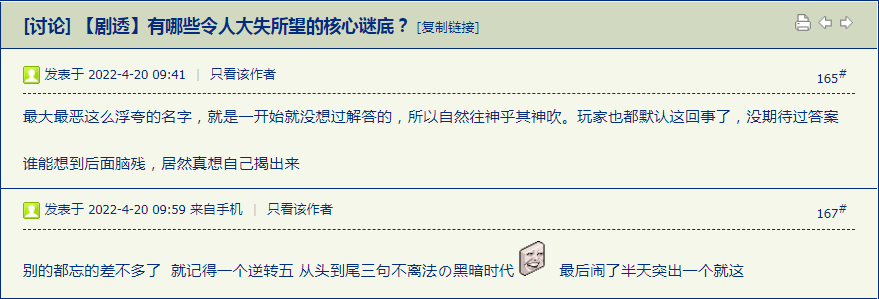 [讨论] 【剧透】有哪些令人大失所望的核心谜底？ [复制链接]
发表于 2022-4-20 09:41 | 只看该作者
165#
最大最恶这么浮夸的名字，就是一开始就没想过解答的，所以自然往神乎其神吹。玩家也都默认这回事了，没期待过答案
谁能想到后面脑残，居然真想自己揭出来
发表于 2022-4-20 09:59 来自手机 | 只看该作者
167#
别的都忘的差不多了 就记得一个逆转五 从头到尾三句不离法の黑暗时代 最后闹了半天突出一个就这